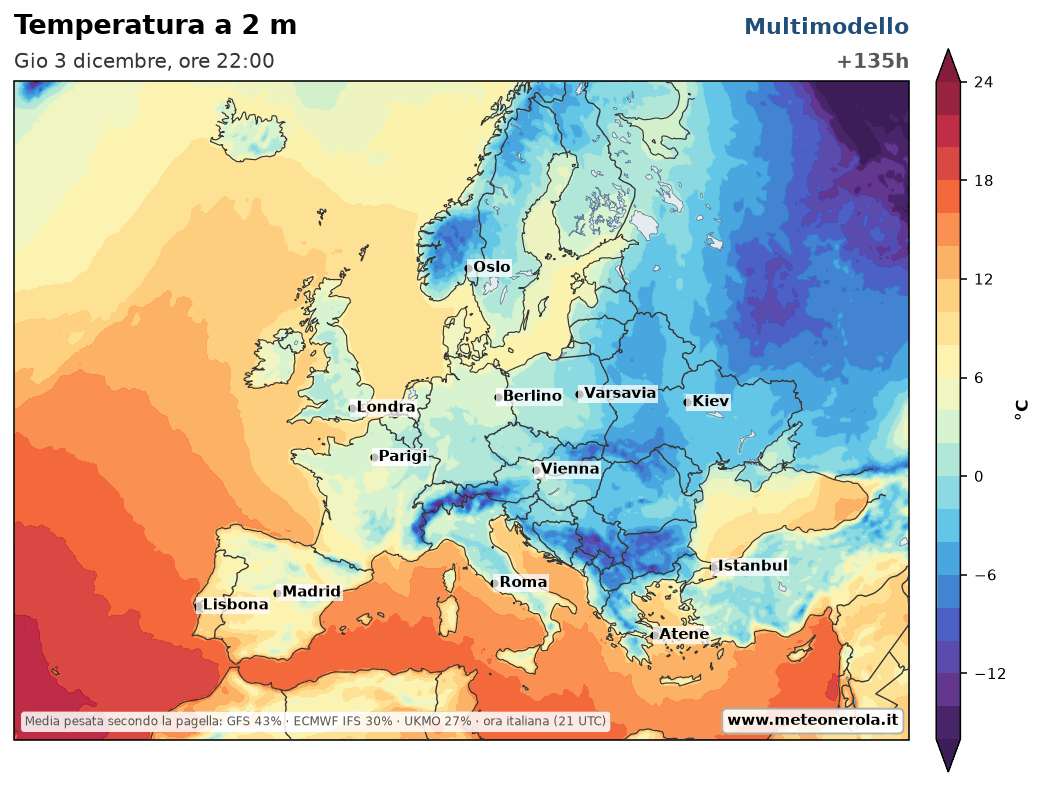 Temperatura a 2 m
Multimodello
Gio 3 dicembre, ore 22:00
+135h
24
18
12
6
0
−6
−12
°C
Oslo
Berlino
Varsavia
Kiev
Londra
Parigi
Vienna
Istanbul
Roma
Madrid
Lisbona
Atene
Media pesata secondo la pagella: GFS 43% · ECMWF IFS 30% · UKMO 27% · ora italiana (21 UTC)
www.meteonerola.it